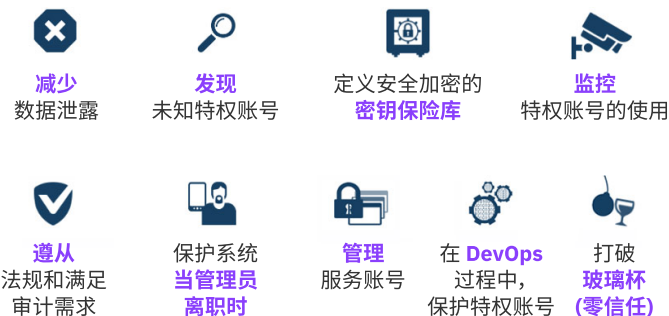 减少
数据泄露
发现
未知特权账号
定义安全加密的
密钥保险库
监控
特权账号的使用
遵从
法规和满足
审计需求
保护系统
当管理员
离职时
管理
服务账号
在 DevOps
过程中,
保护特权账号
打破
玻璃杯
(零信任)